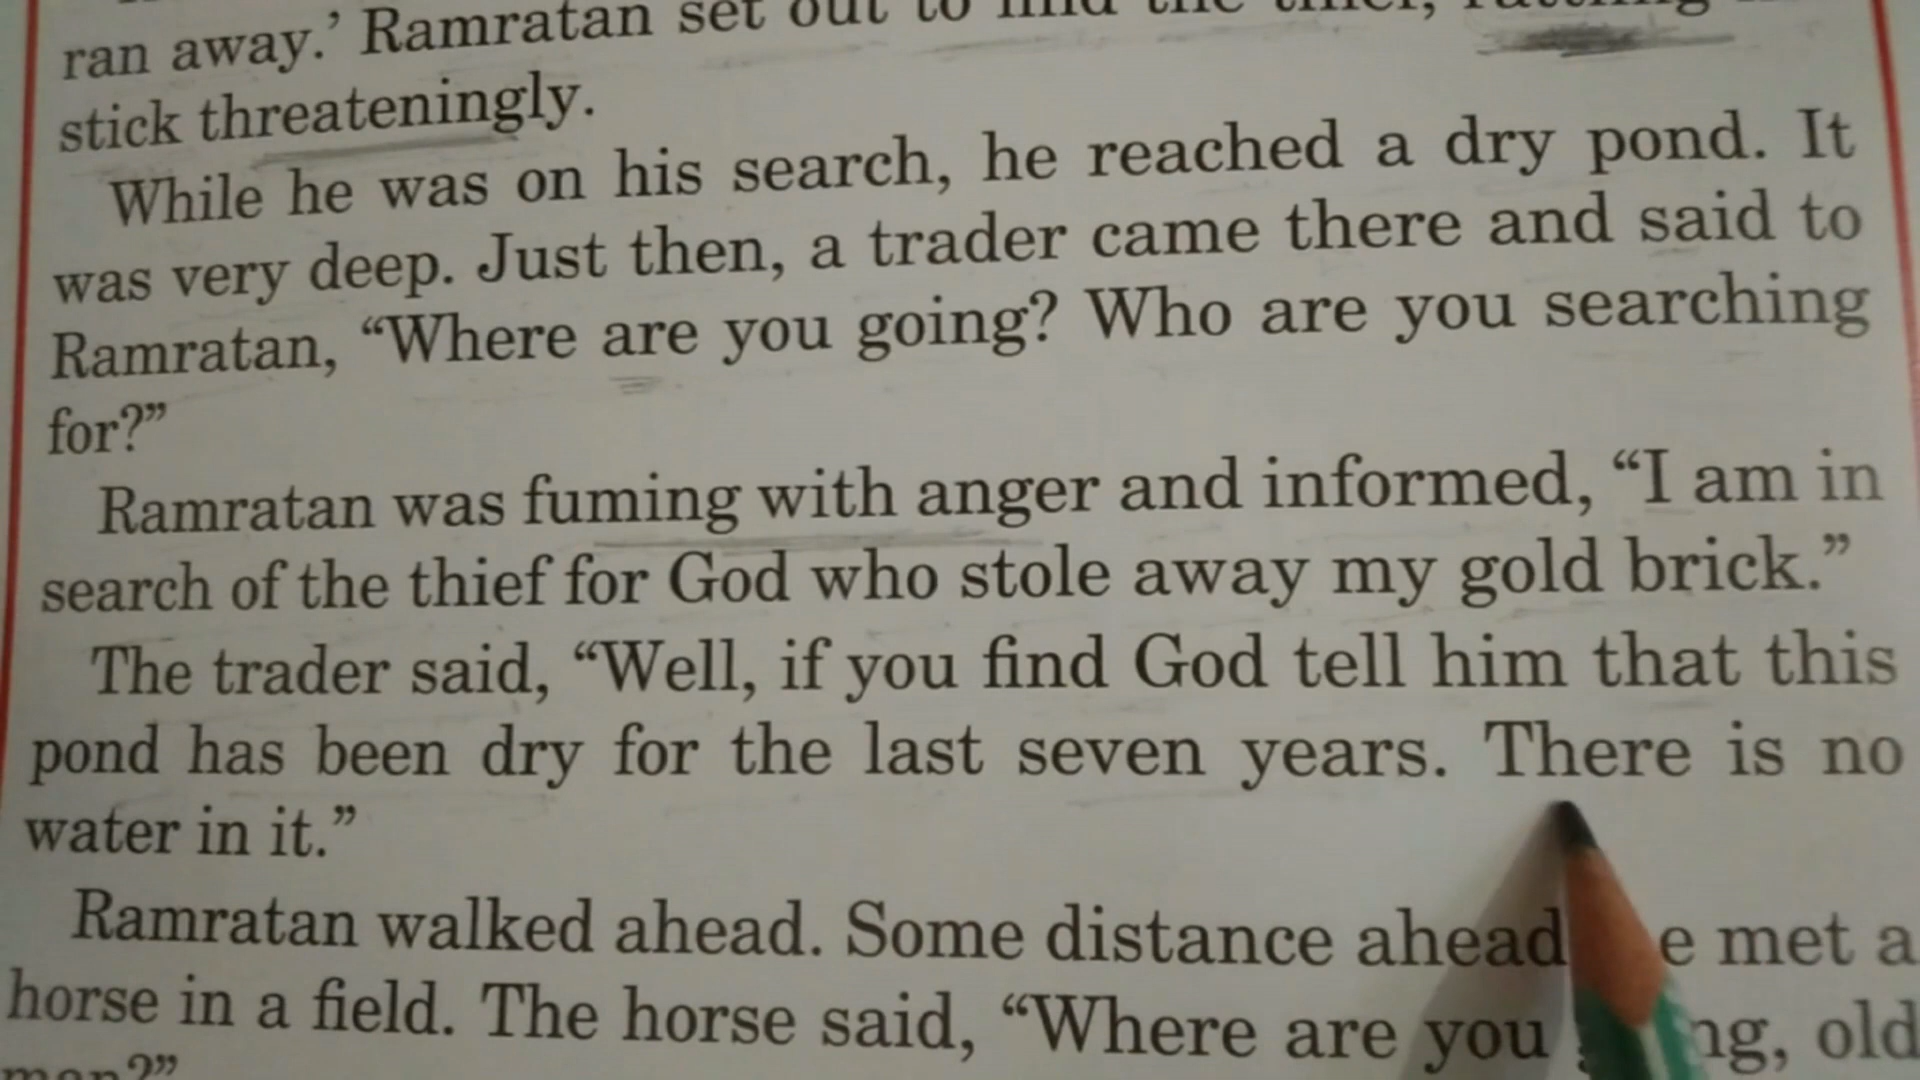 ran away.’ Ramratan set out to find the thief,
stick threateningly.
While he was on his search, he reached a dry pond. It
was very deep. Just then, a trader came there and said to
Ramratan, “Where are you going? Who are you searching
for?”
Ramratan was fuming with anger and informed, “I am in
search of the thief for God who stole away my gold brick.”
The trader said, “Well, if you find God tell him that this
pond has been dry for the last seven years. There is no
water in it.”
Ramratan walked ahead. Some distance ahead met a
horse in a field. The horse said, “Where are you old
man?”